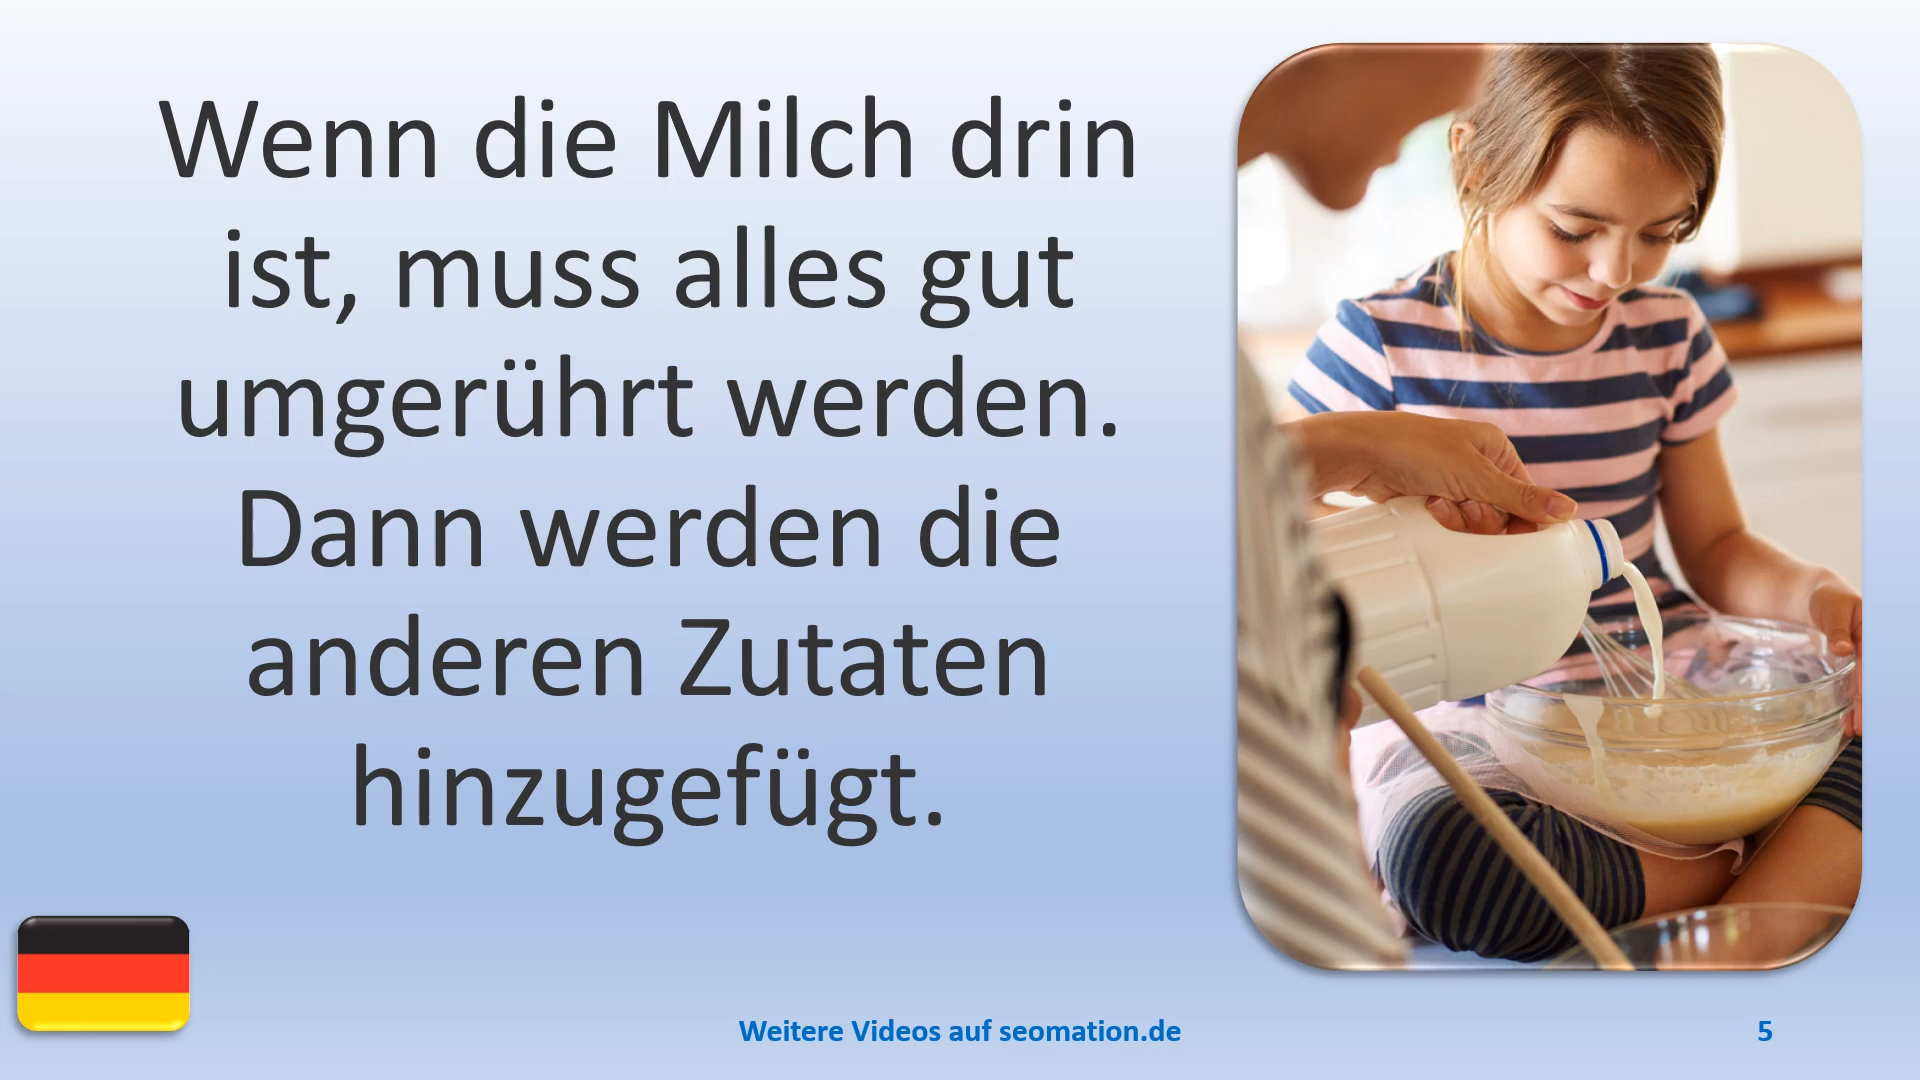 Wenn die Milch drin
ist, muss alles gut
umgerührt werden.
Dann werden die
anderen Zutaten
hinzugefügt.
Weitere Videos auf seomation.de
5